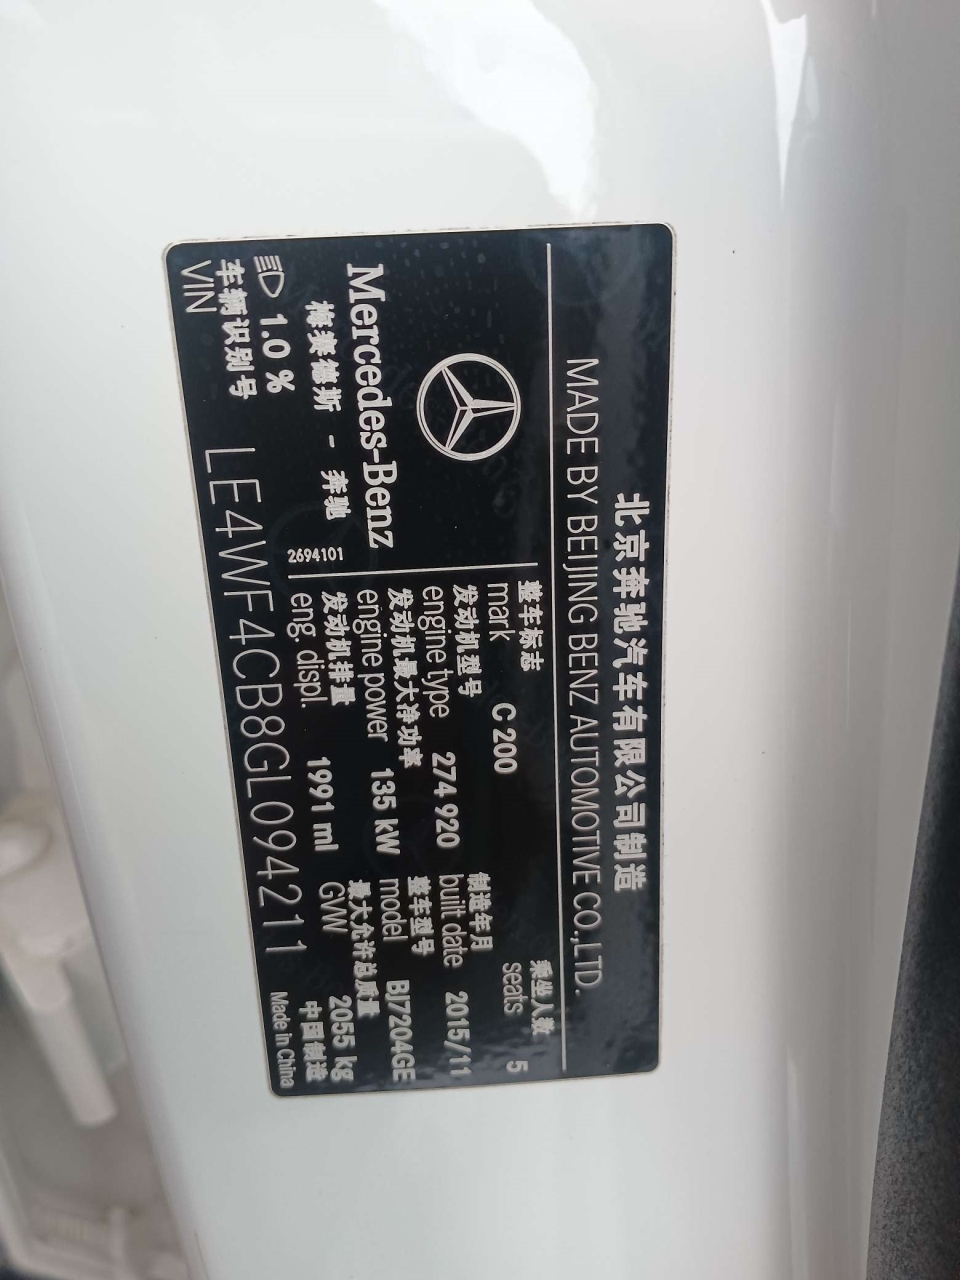 北京奔驰汽车有限公司制造
MADE BY BEIJING BENZ AUTOMOTIVE CO.,LTD.
Mercedes-Benz
梅赛德斯 - 奔驰
2694101
整车标志
mark C 200
乘坐人数
seats 5
发动机型号
engine type 274 920
制造年月
built date 2015/11
发动机最大净功率
engine power 135 kW
整车型号
model BJ7204GE
发动机排量
eng. displ. 1991 ml
最大允许总质量
GVW 2055 kg
1.0 %
车辆识别号
VIN LE4WF4CB8GL094211
中国制造
Made in China